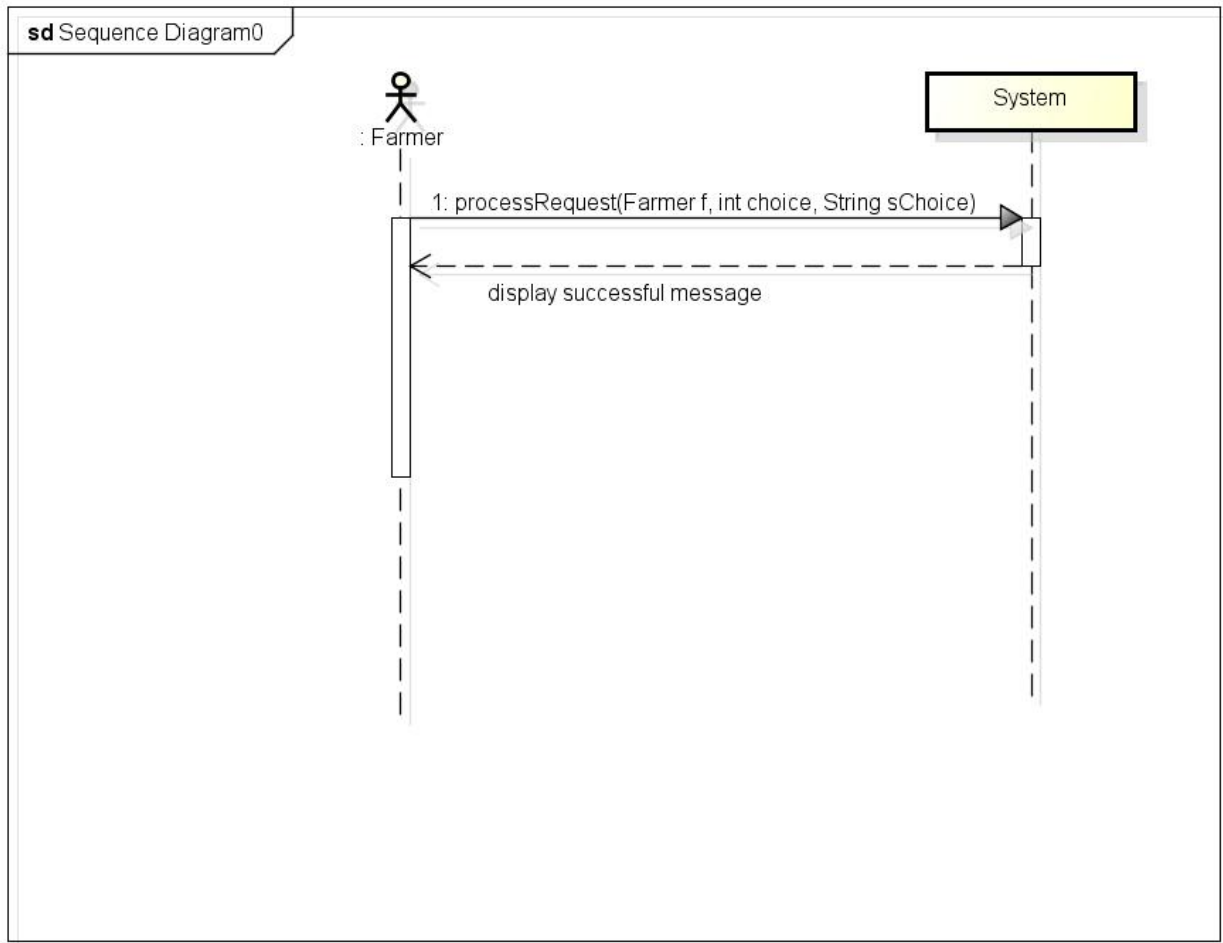 sd Sequence Diagram0
: Farmer
System
1: processRequest(Farmer f, int choice, String sChoice)
display successful message